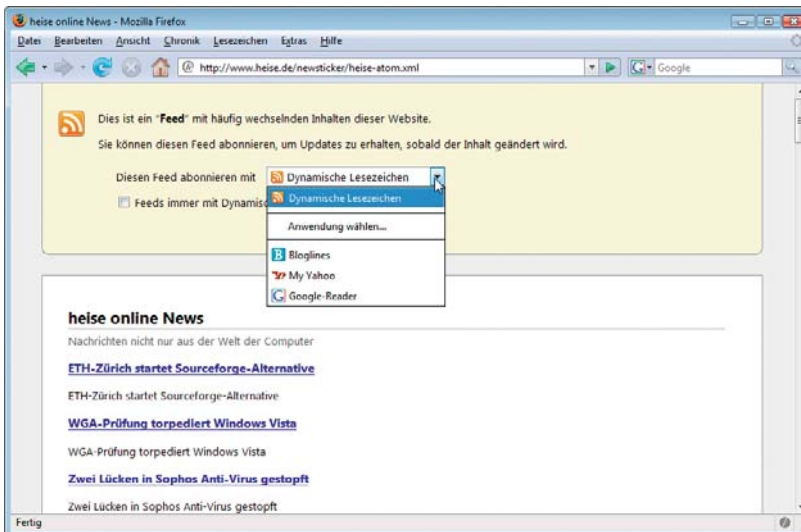 heise online News - Mozilla Firefox
Datei Bearbeiten Ansicht Chronik Lesezeichen Extras Hilfe
http://www.heise.de/newsticker/heise-atom.xml
Google
Dies ist ein "Feed" mit häufig wechselnden Inhalten dieser Website.
Sie können diesen Feed abonnieren, um Updates zu erhalten, sobald der Inhalt geändert wird.
Diesen Feed abonnieren mit Dynamische Lesezeichen
Dynamische Lesezeichen
Feeds immer mit Dynamisc
Anwendung wählen...
Bloglines
My Yahoo
Google-Reader
heise online News
Nachrichten nicht nur aus der Welt der Computer
ETH-Zürich startet Sourceforge-Alternative
ETH-Zürich startet Sourceforge-Alternative
WGA-Prüfung torpediert Windows Vista
WGA-Prüfung torpediert Windows Vista
Zwei Lücken in Sophos Anti-Virus gestopft
Zwei Lücken in Sophos Anti-Virus gestopft
Fertig